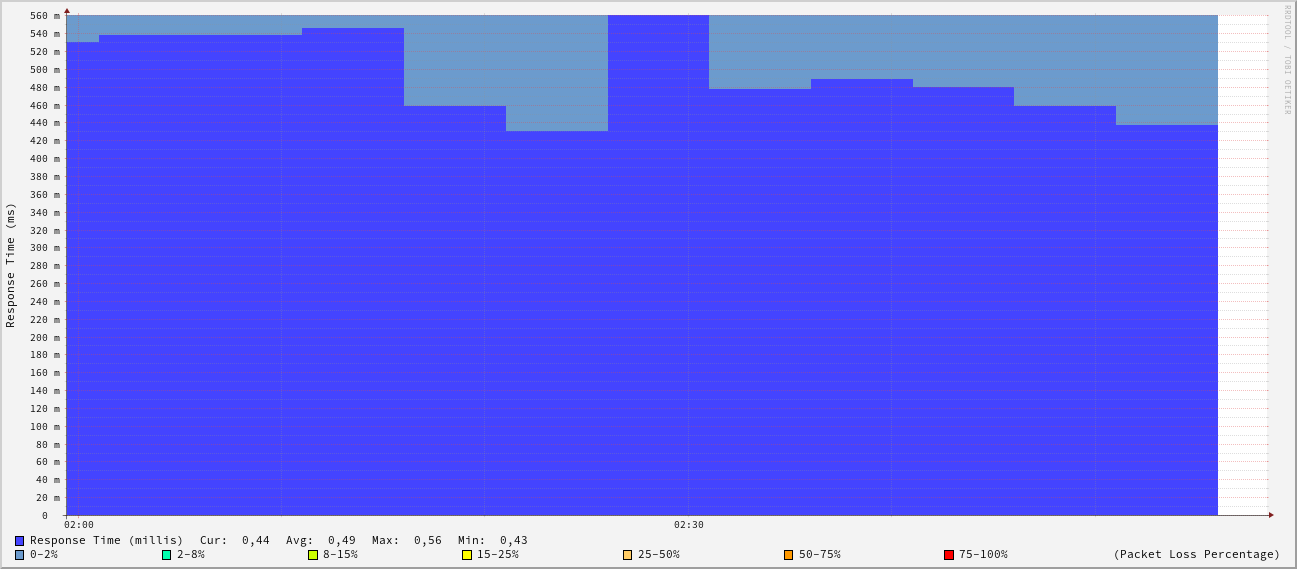 RRDTOOL / TOBI OETIKER
Response Time (ms)
560 m
540 m
520 m
500 m
480 m
460 m
440 m
420 m
400 m
380 m
360 m
340 m
320 m
300 m
280 m
260 m
240 m
220 m
200 m
180 m
160 m
140 m
120 m
100 m
80 m
60 m
40 m
20 m
0
02:00 02:30
Response Time (millis) Cur: 0,44 Avg: 0,49 Max: 0,56 Min: 0,43
0-2% 2-8% 8-15% 15-25% 25-50% 50-75% 75-100% (Packet Loss Percentage)